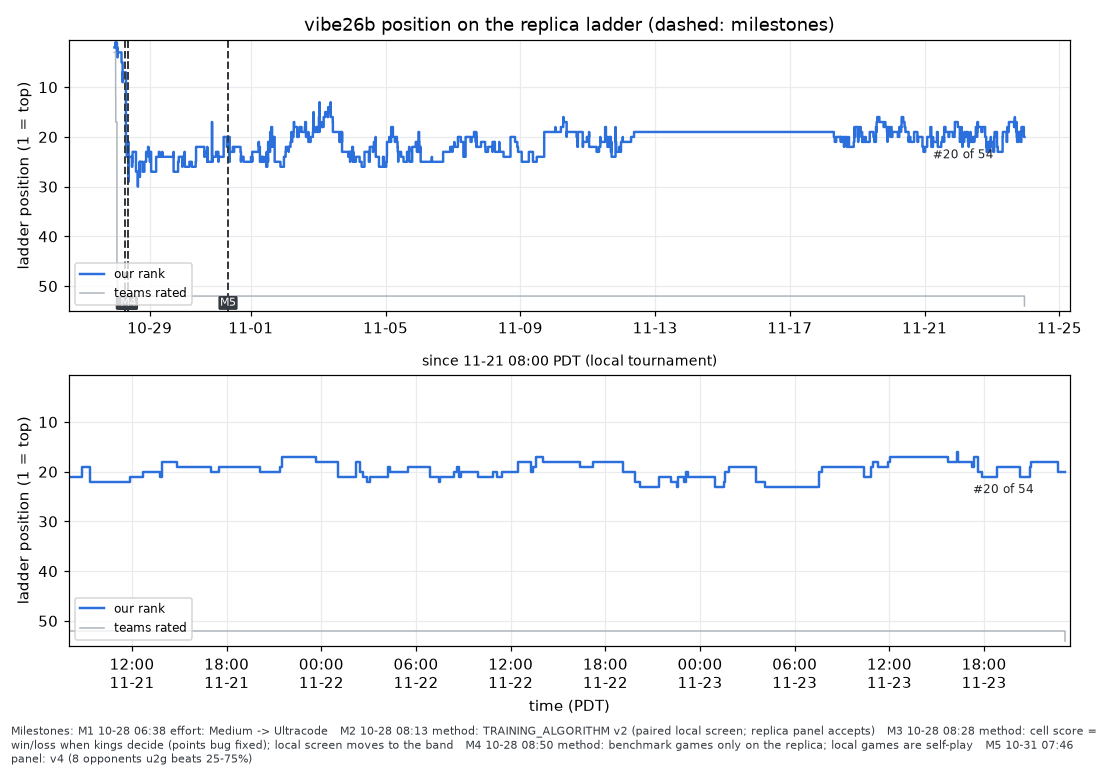 vibe26b position on the replica ladder (dashed: milestones)
ladder position (1 = top)
10
20
30
40
50
#20 of 54
our rank
teams rated
M5
10-29
11-01
11-05
11-09
11-13
11-17
11-21
11-25
since 11-21 08:00 PDT (local tournament)
ladder position (1 = top)
10
20
30
40
50
#20 of 54
our rank
teams rated
12:00 18:00 00:00 06:00 12:00 18:00 00:00 06:00 12:00 18:00
11-21 11-21 11-22 11-22 11-22 11-22 11-23 11-23 11-23 11-23
time (PDT)
Milestones: M1 10-28 06:38 effort: Medium -> Ultracode M2 10-28 08:13 method: TRAINING_ALGORITHM v2 (paired local screen; replica panel accepts) M3 10-28 08:28 method: cell score =
win/loss when kings decide (points bug fixed); local screen moves to the band M4 10-28 08:50 method: benchmark games only on the replica; local games are self-play M5 10-31 07:46
panel: v4 (8 opponents u2g beats 25-75%)